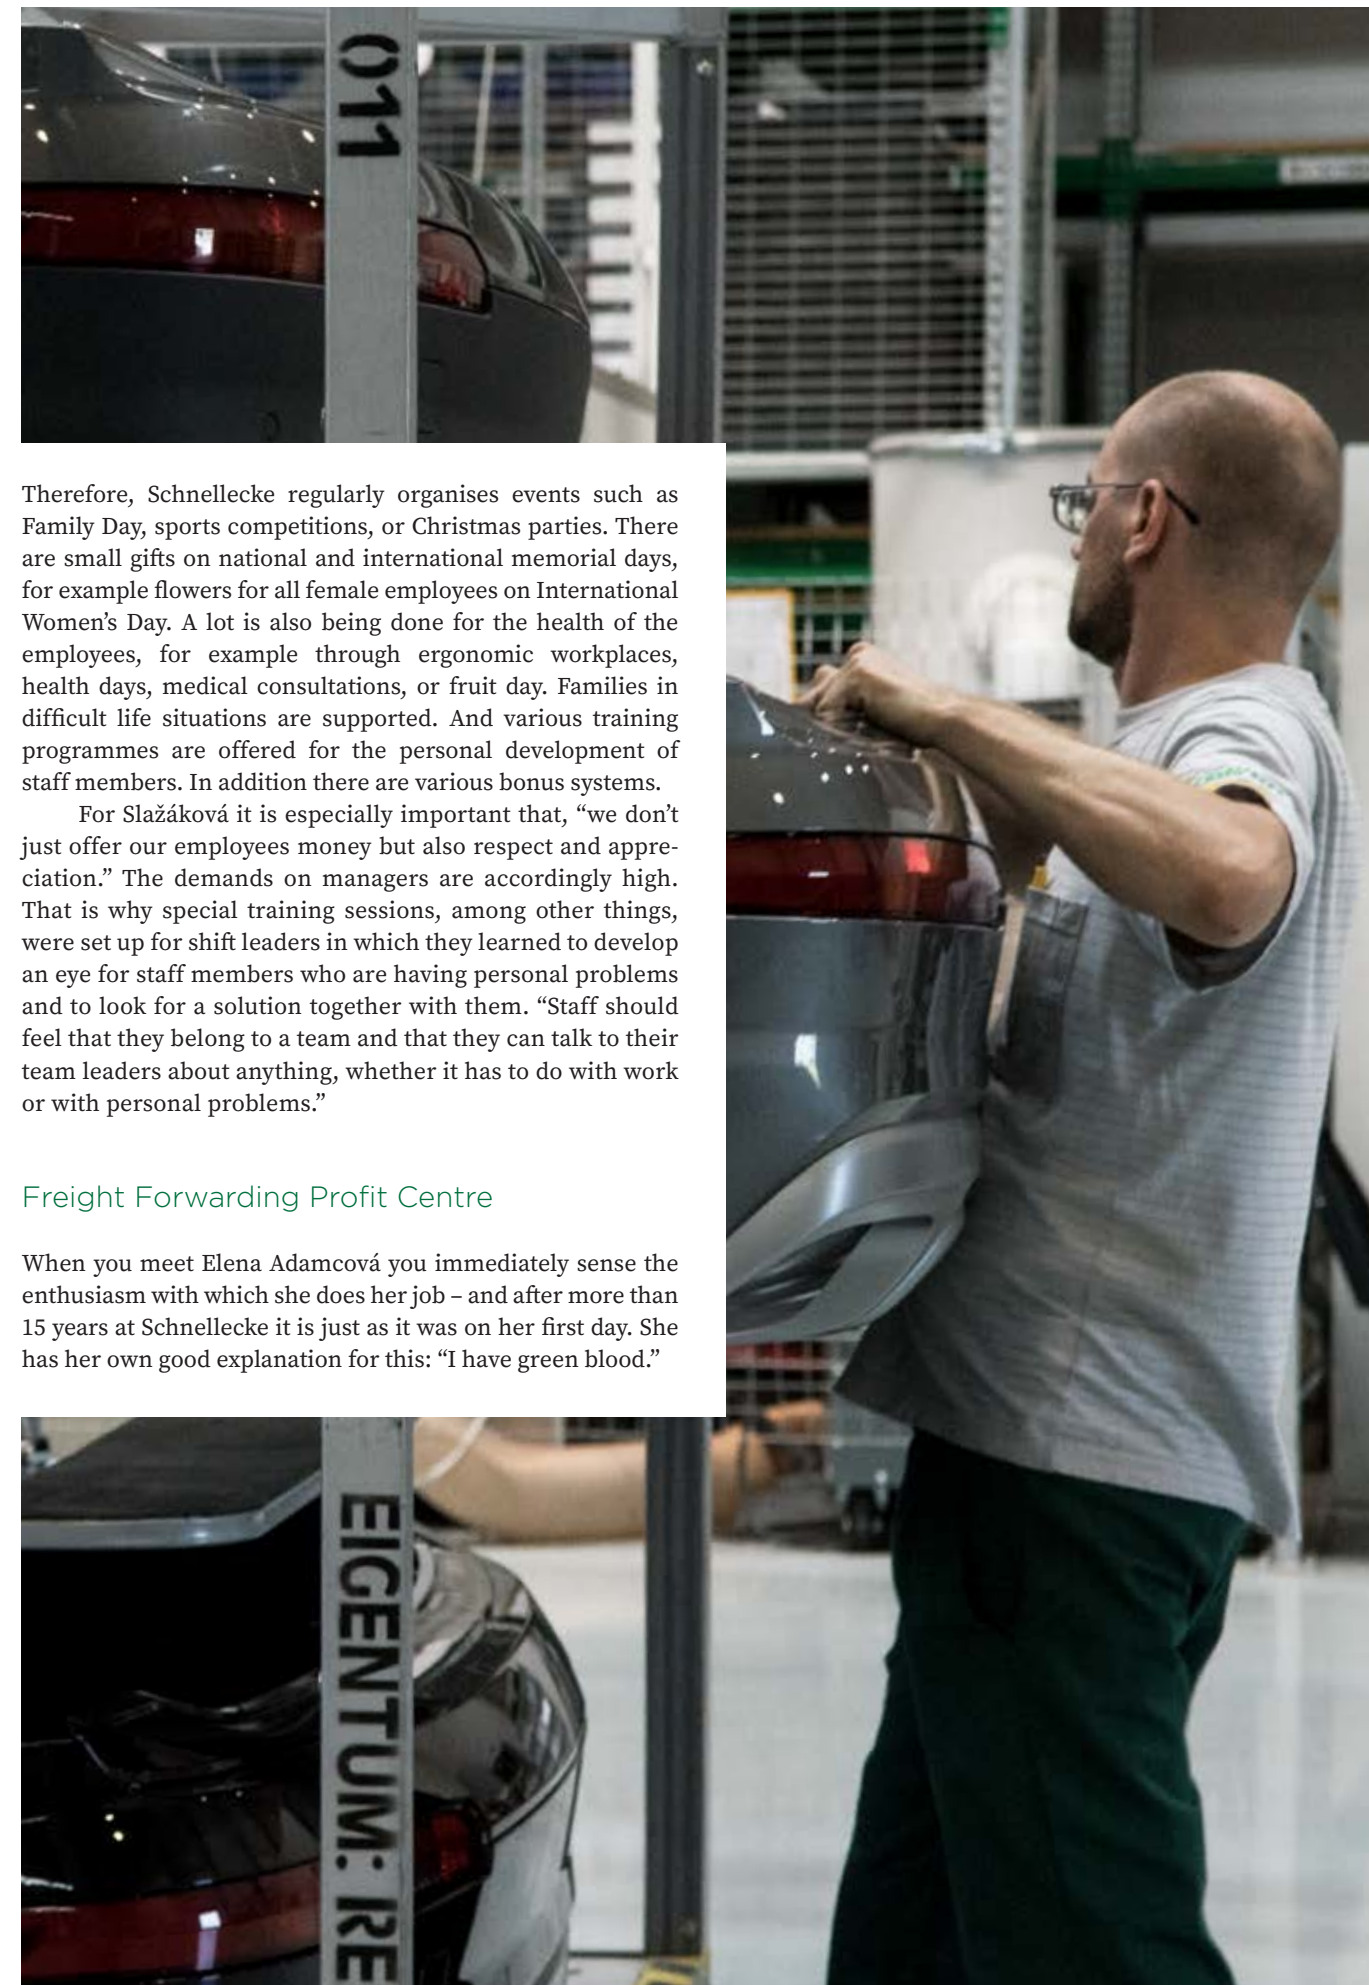 011
Therefore, Schnellecke regularly organises events such as
Family Day, sports competitions, or Christmas parties. There
are small gifts on national and international memorial days,
for example flowers for all female employees on International
Women’s Day. A lot is also being done for the health of the
employees, for example through ergonomic workplaces,
health days, medical consultations, or fruit day. Families in
difficult life situations are supported. And various training
programmes are offered for the personal development of
staff members. In addition there are various bonus systems.
For Slažáková it is especially important that, “we don’t
just offer our employees money but also respect and appre-
ciation.” The demands on managers are accordingly high.
That is why special training sessions, among other things,
were set up for shift leaders in which they learned to develop
an eye for staff members who are having personal problems
and to look for a solution together with them. “Staff should
feel that they belong to a team and that they can talk to their
team leaders about anything, whether it has to do with work
or with personal problems.”
Freight Forwarding Profit Centre
When you meet Elena Adamcová you immediately sense the
enthusiasm with which she does her job – and after more than
15 years at Schnellecke it is just as it was on her first day. She
has her own good explanation for this: “I have green blood.”
EIGENTUM: RE